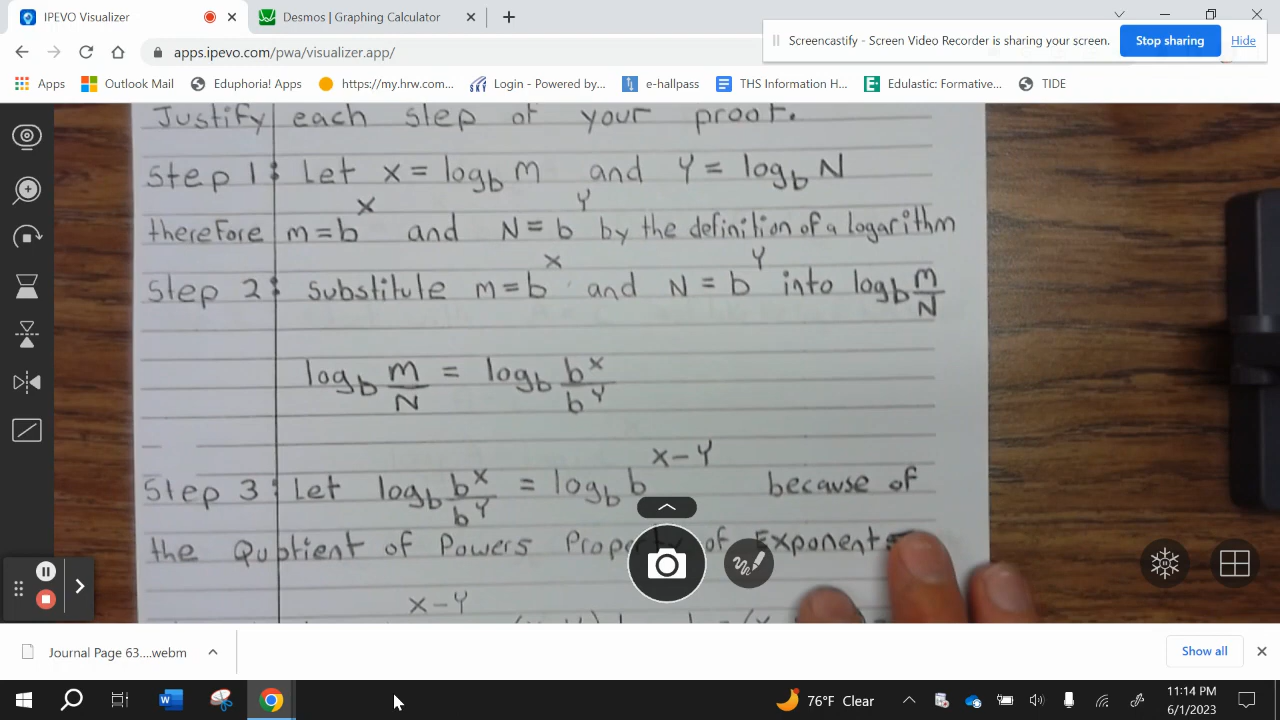 IPEVO Visualizer
Desmos | Graphing Calculator
apps.ipevo.com/pwa/visualizer.app/
Screencastify - Screen Video Recorder is sharing your screen.
Stop sharing
Hide
Apps
Outlook Mail
Eduphoria! Apps
https://my.hrw.com...
Login - Powered by...
e-hallpass
THS Information H...
Edulastic: Formative...
TIDE
Justify each step of your proof.
Step 1: Let x = log_b m and Y = log_b N
therefore m = b^x and N = b^Y by the definition of a logarithm
Step 2: substitute m = b^x and N = b^Y into log_b m/N
log_b m/N = log_b b^x/b^Y
Step 3: Let log_b b^x/b^Y = log_b b^(x-Y) because of
the Quotient of Powers Property of Exponents
x-Y
Journal Page 63....webm
Show all
76°F Clear
11:14 PM
6/1/2023